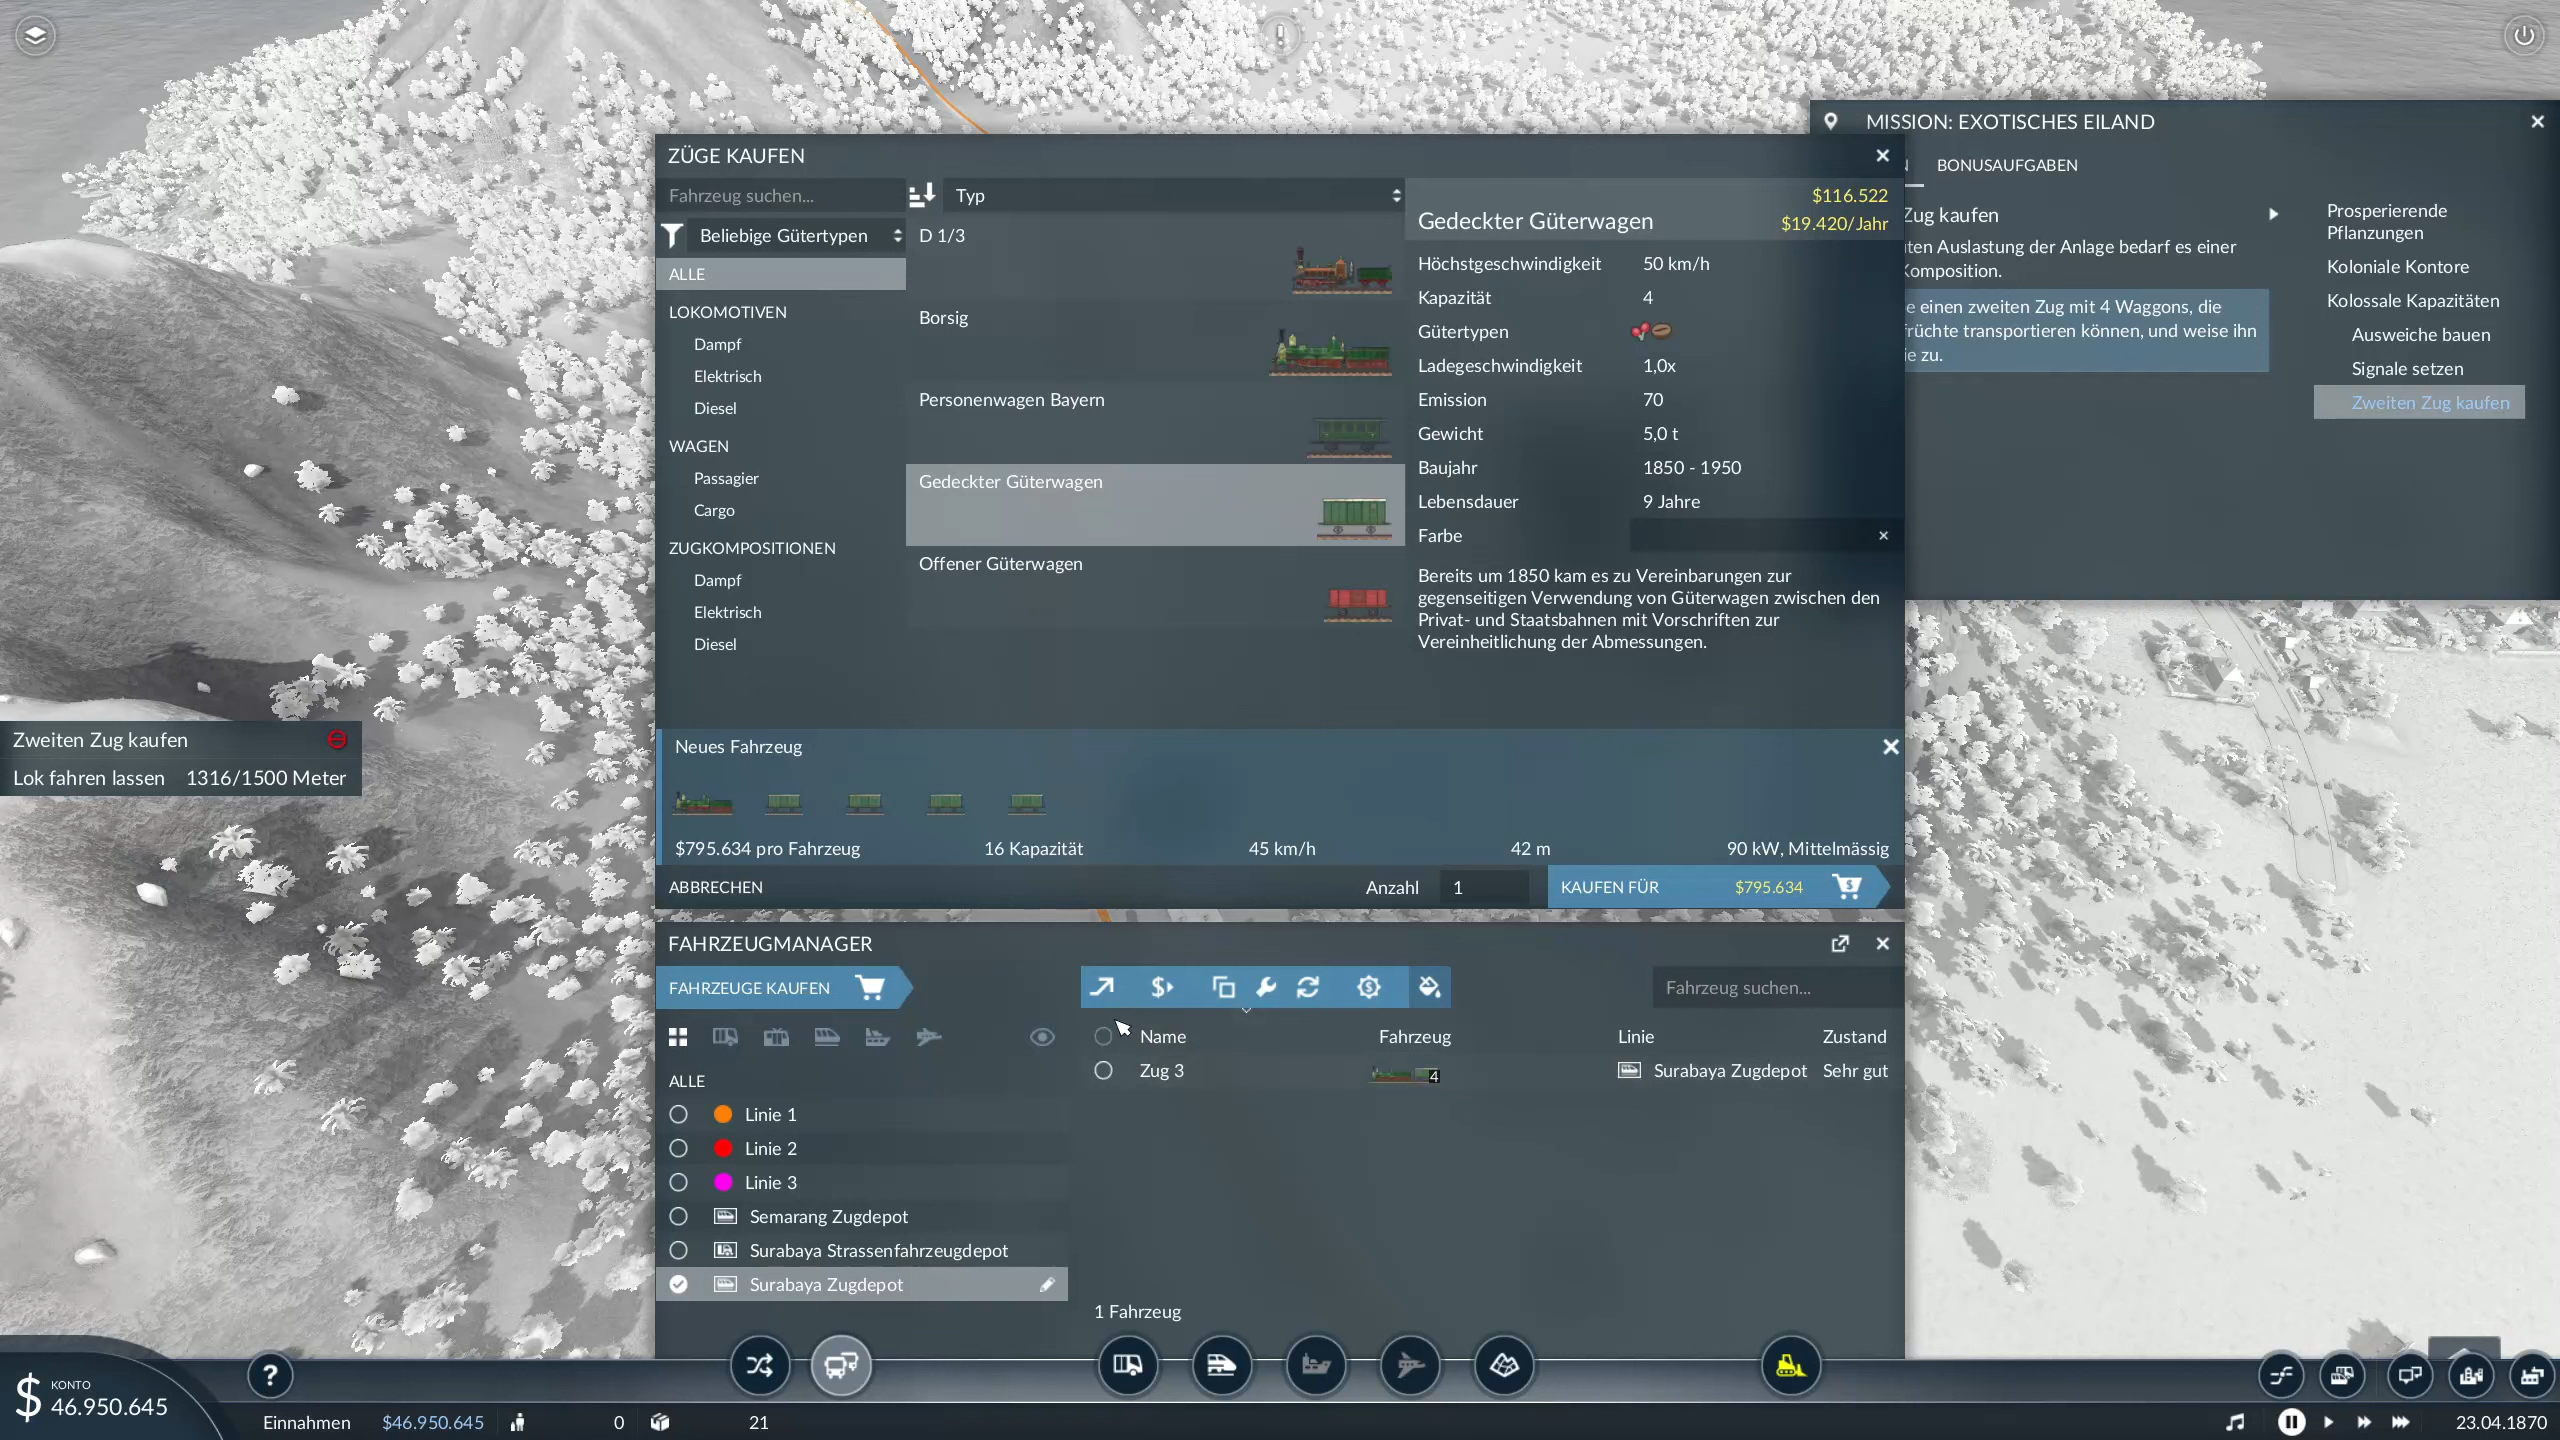 MISSION: EXOTISCHES EILAND
BONUSAUFGABEN
Zug kaufen
ten Auslastung der Anlage bedarf es einer
Komposition.
e einen zweiten Zug mit 4 Waggons, die
früchte transportieren können, und weise ihn
ie zu.
Prosperierende
Pflanzungen
Koloniale Kontore
Kolossale Kapazitäten
Ausweiche bauen
Signale setzen
Zweiten Zug kaufen
ZÜGE KAUFEN
Fahrzeug suchen...
Typ
Beliebige Gütertypen
ALLE
LOKOMOTIVEN
Dampf
Elektrisch
Diesel
WAGEN
Passagier
Cargo
ZUGKOMPOSITIONEN
Dampf
Elektrisch
Diesel
D 1/3
Borsig
Personenwagen Bayern
Gedeckter Güterwagen
Offener Güterwagen
$116.522
Gedeckter Güterwagen
$19.420/Jahr
Höchstgeschwindigkeit 50 km/h
Kapazität 4
Gütertypen
Ladegeschwindigkeit 1,0x
Emission 70
Gewicht 5,0 t
Baujahr 1850 - 1950
Lebensdauer 9 Jahre
Farbe
Bereits um 1850 kam es zu Vereinbarungen zur
gegenseitigen Verwendung von Güterwagen zwischen den
Privat- und Staatsbahnen mit Vorschriften zur
Vereinheitlichung der Abmessungen.
Zweiten Zug kaufen
Lok fahren lassen 1316/1500 Meter
Neues Fahrzeug
$795.634 pro Fahrzeug 16 Kapazität 45 km/h 42 m 90 kW, Mittelmässig
ABBRECHEN Anzahl 1 KAUFEN FÜR $795.634
FAHRZEUGMANAGER
FAHRZEUGE KAUFEN
Fahrzeug suchen...
Name Fahrzeug Linie Zustand
Zug 3 4 Surabaya Zugdepot Sehr gut
ALLE
Linie 1
Linie 2
Linie 3
Semarang Zugdepot
Surabaya Strassenfahrzeugdepot
Surabaya Zugdepot
1 Fahrzeug
?
$ KONTO
46.950.645
Einnahmen $46.950.645 0 21
23.04.1870